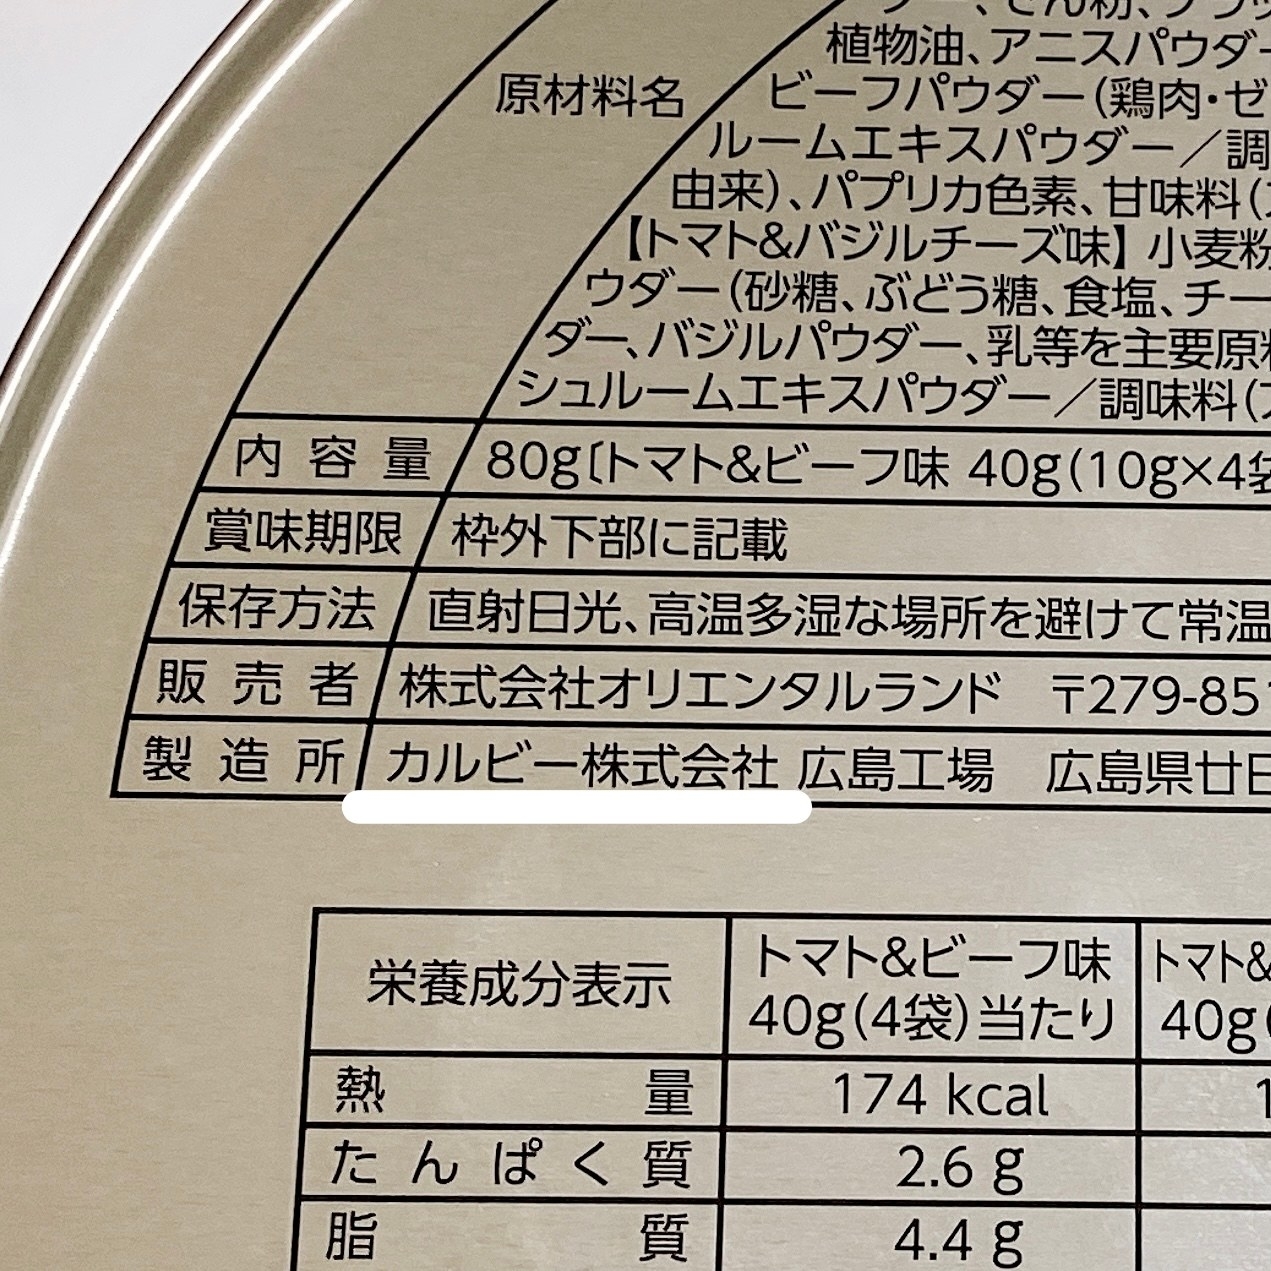 原材料名
植物油、アニスパウダー
ビーフパウダー(鶏肉・ゼ
ルームエキスパウダー/調
由来)、パプリカ色素、甘味料(
【トマト&バジルチーズ味】小麦粉
ウダー(砂糖、ぶどう糖、食塩、チー
ダー、バジルパウダー、乳等を主要原料
シュルームエキスパウダー/調味料(
内容量 80g〔トマト&ビーフ味 40g(10g×4袋
賞味期限 枠外下部に記載
保存方法 直射日光、高温多湿な場所を避けて常温
販売者 株式会社オリエンタルランド 〒279-851
製造所 カルビー株式会社 広島工場 広島県廿日
栄養成分表示 トマト&ビーフ味 トマト&
40g(4袋)当たり 40g(
熱量 174 kcal 1
たんぱく質 2.6 g
脂質 4.4 g